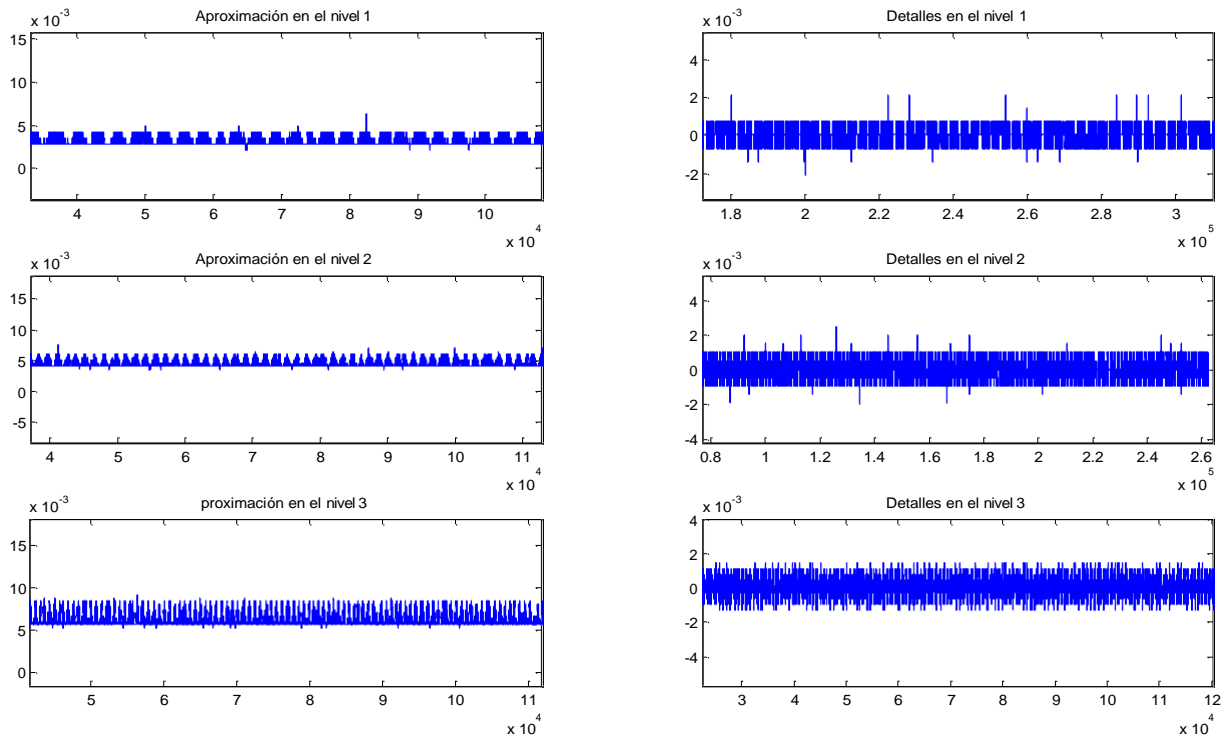 Aproximación en el nivel 1
x 10-3
15
10
5
0
4 5 6 7 8 9 10
x 10 4
Detalles en el nivel 1
x 10-3
4
2
0
-2
1.8 2 2.2 2.4 2.6 2.8 3
x 10 5
Aproximación en el nivel 2
x 10-3
15
10
5
0
-5
4 5 6 7 8 9 10 11
x 10 4
Detalles en el nivel 2
x 10-3
4
2
0
-2
-4
0.8 1 1.2 1.4 1.6 1.8 2 2.2 2.4 2.6
x 10 5
proximación en el nivel 3
x 10-3
15
10
5
0
5 6 7 8 9 10 11
x 10 4
Detalles en el nivel 3
x 10-3
4
2
0
-2
-4
3 4 5 6 7 8 9 10 11 12
x 10 4